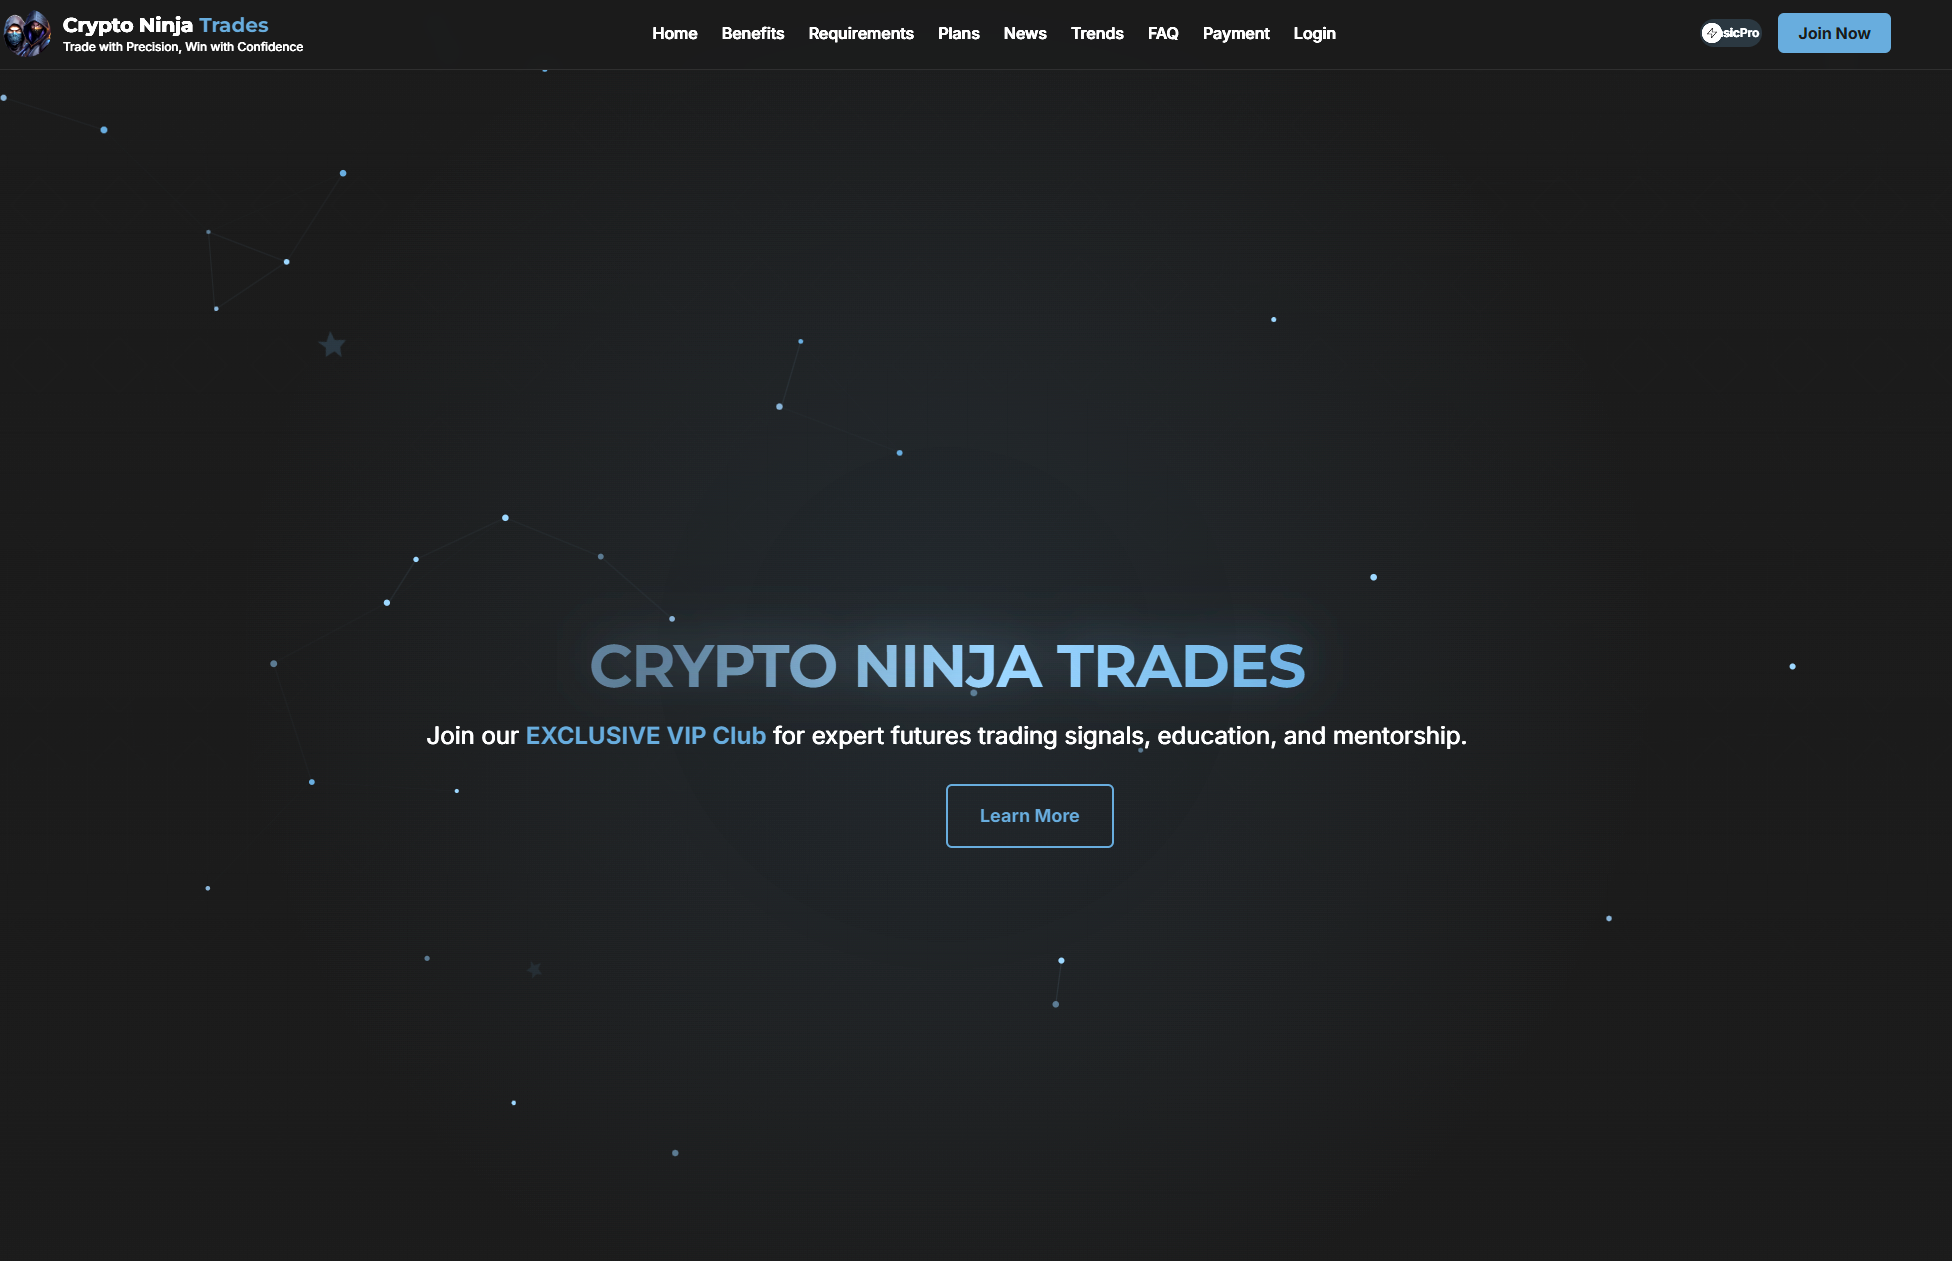 Crypto Ninja Trades
Trade with Precision, Win with Confidence
Home Benefits Requirements Plans News Trends FAQ Payment Login
sicPro
Join Now
CRYPTO NINJA TRADES
Join our EXCLUSIVE VIP Club for expert futures trading signals, education, and mentorship.
Learn More